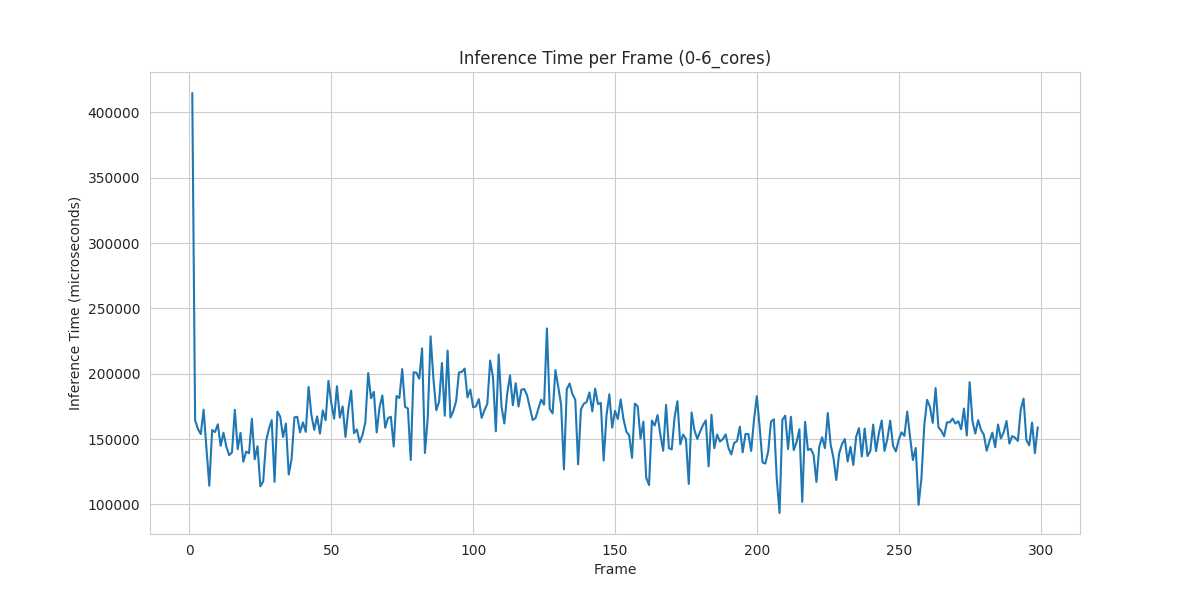 Inference Time per Frame (0-6_cores)
Inference Time (microseconds)
400000
350000
300000
250000
200000
150000
100000
0 50 100 150 200 250 300
Frame